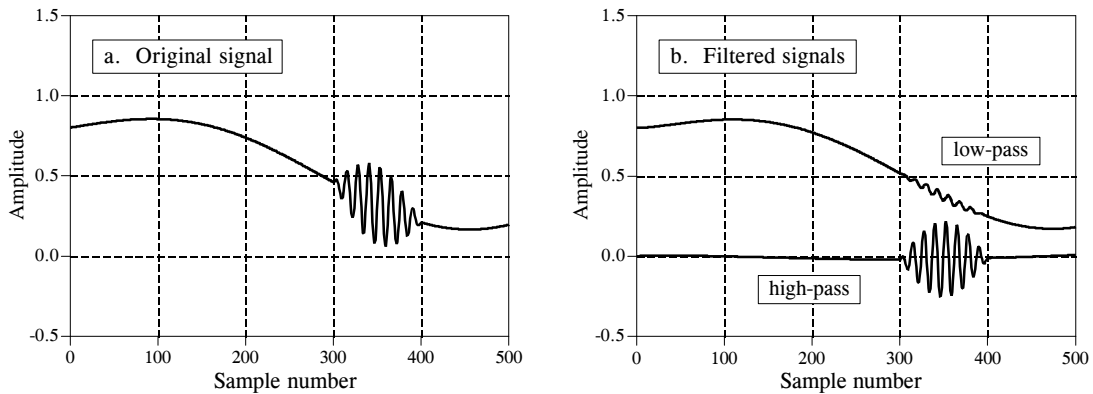 a. Original signal
1.5
1.0
0.5
0.0
-0.5
Amplitude
0 100 200 300 400 500
Sample number
b. Filtered signals
low-pass
high-pass
1.5
1.0
0.5
0.0
-0.5
Amplitude
0 100 200 300 400 500
Sample number